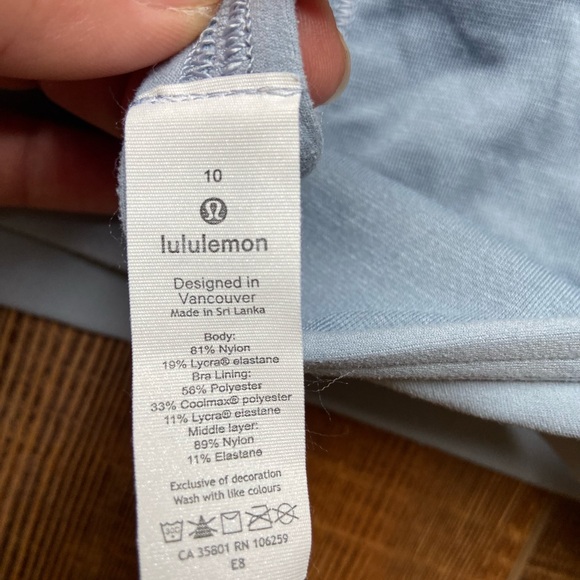 10
lululemon
Designed in
Vancouver
Made in Sri Lanka
Body:
81% Nylon
19% Lycra® elastane
Bra Lining:
56% Polyester
33% Coolmax® polyester
11% Lycra® elastane
Middle layer:
89% Nylon
11% Elastane
Exclusive of decoration
Wash with like colours
CA 35801 RN 106259
E8